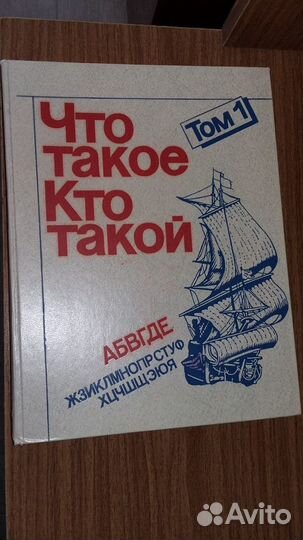 Что
такое
Кто
такой
Том 1
АБВГДЕ
ЖЗИКЛМНОПРСТУФ
ХЦЧШЩЭЮЯ
Avito